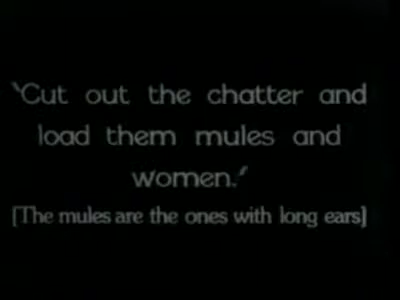 "Cut out the chatter and
load them mules and
women."
[The mules are the ones with long ears]